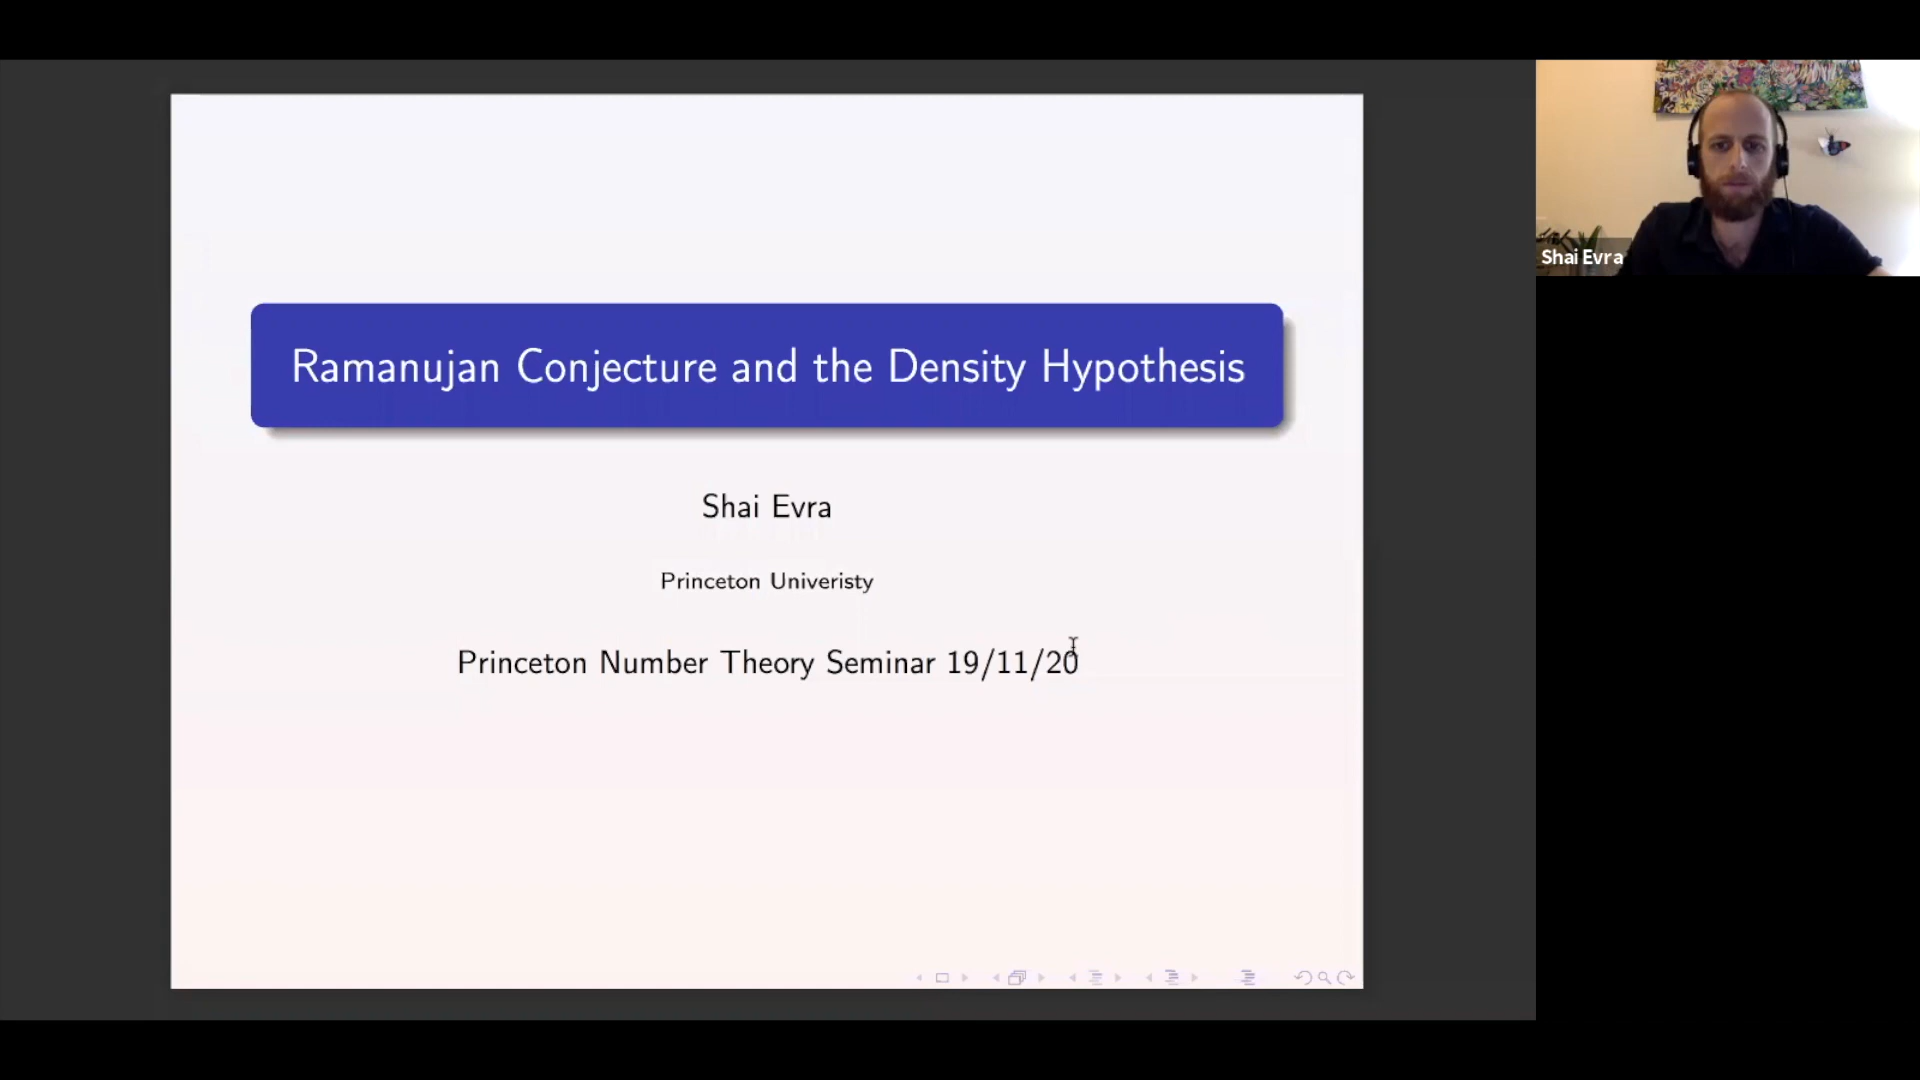 Ramanujan Conjecture and the Density Hypothesis
Shai Evra
Princeton Univeristy
Princeton Number Theory Seminar 19/11/20
Shai Evra